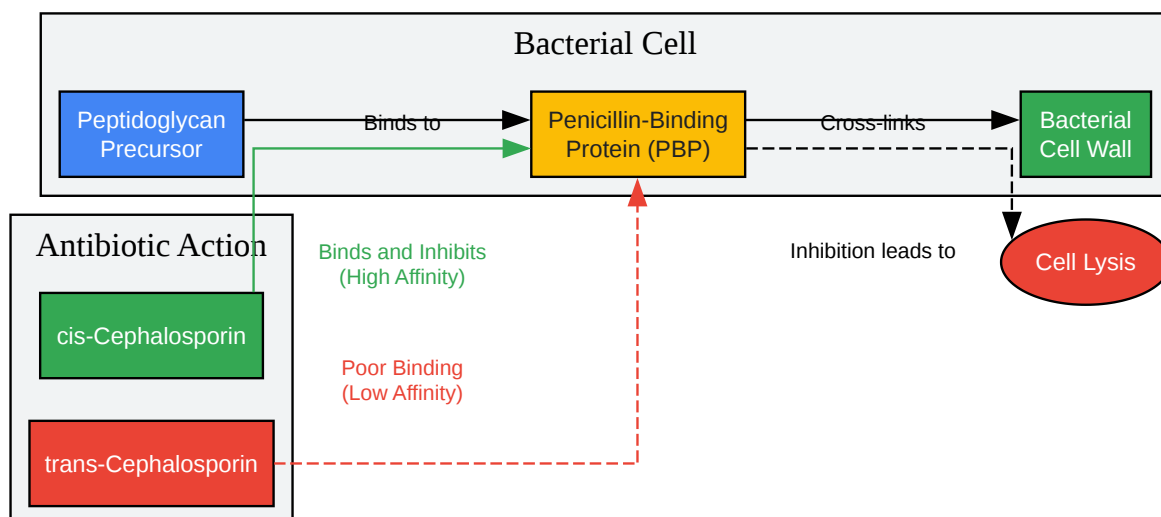 Bacterial Cell
Peptidoglycan
Precursor
Binds to
Penicillin-Binding
Protein (PBP)
Cross-links
Bacterial
Cell Wall
Antibiotic Action
Binds and Inhibits
(High Affinity)
Inhibition leads to
Cell Lysis
cis-Cephalosporin
Poor Binding
(Low Affinity)
trans-Cephalosporin